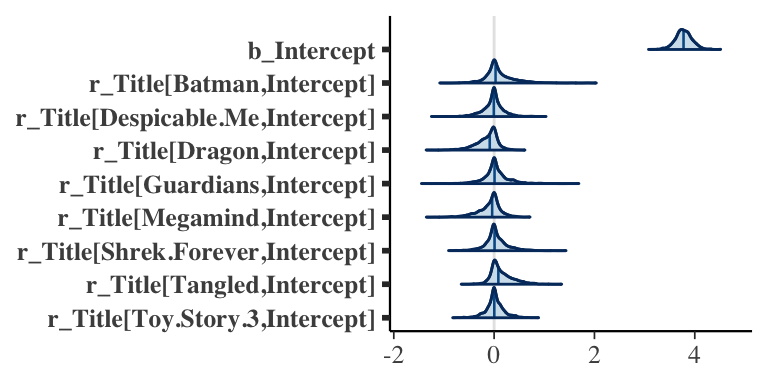 b_Intercept
r_Title[Batman,Intercept]
r_Title[Despicable.Me,Intercept]
r_Title[Dragon,Intercept]
r_Title[Guardians,Intercept]
r_Title[Megamind,Intercept]
r_Title[Shrek.Forever,Intercept]
r_Title[Tangled,Intercept]
r_Title[Toy.Story.3,Intercept]
-2 0 2 4